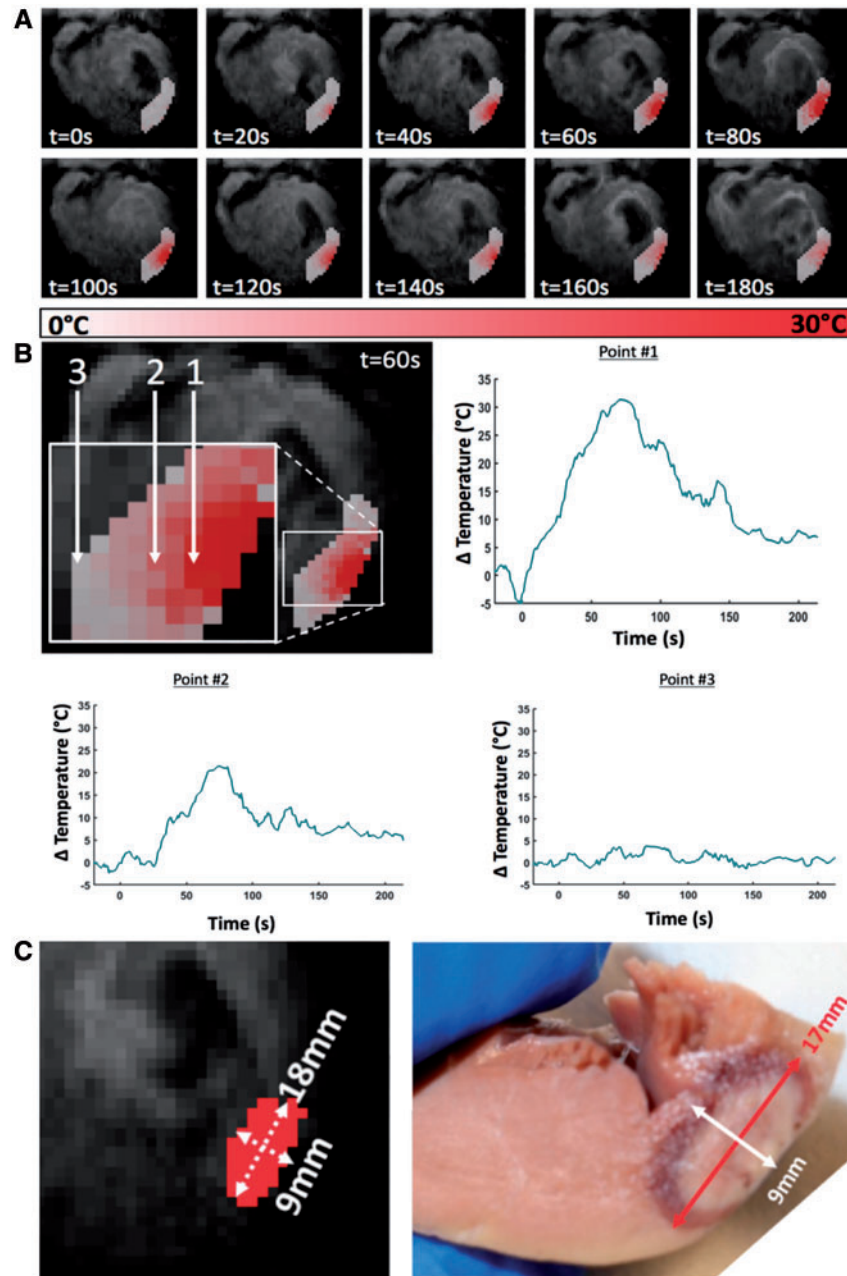 A
t=0s t=20s t=40s t=60s t=80s
t=100s t=120s t=140s t=160s t=180s
0°C 30°C
B
3 2 1 t=60s
Point #1
35
30
25
20
15
10
5
0
-5
Δ Temperature (°C)
0 50 100 150 200
Time (s)
Point #2
35
30
25
20
15
10
5
0
-5
Δ Temperature (°C)
0 50 100 150 200
Time (s)
Point #3
35
30
25
20
15
10
5
0
-5
Δ Temperature (°C)
0 50 100 150 200
Time (s)
C
18mm
9mm
17mm
9mm